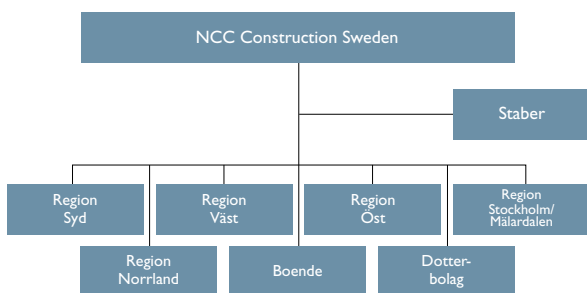 NCC Construction Sweden
Staber
Region
Syd
Region
Väst
Region
Öst
Region
Stockholm/
Mälardalen
Region
Norrland
Boende
Dotter-
bolag